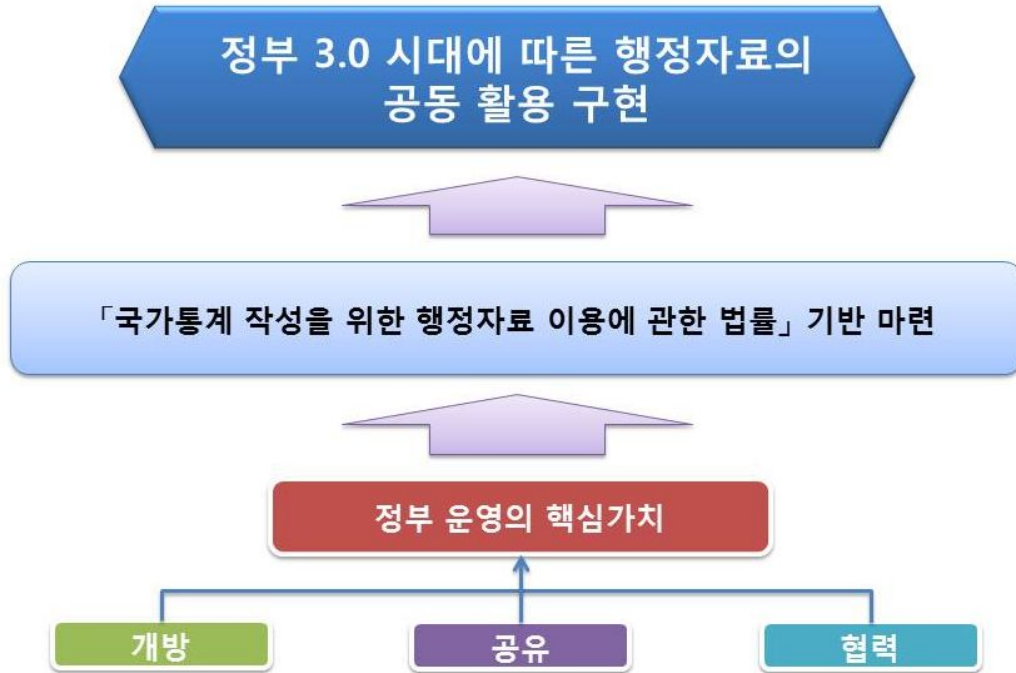 정부 3.0 시대에 따른 행정자료의
공동 활용 구현
「국가통계 작성을 위한 행정자료 이용에 관한 법률」 기반 마련
정부 운영의 핵심가치
개방
공유
협력